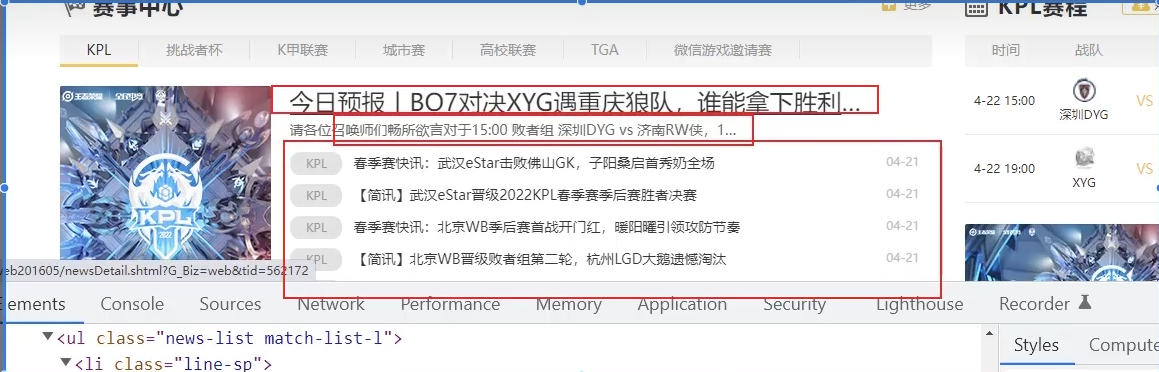 赛事中心
更多
KPL赛程
KPL
挑战者杯
K甲联赛
城市赛
高校联赛
TGA
微信游戏邀请赛
时间
战队
王者荣耀
今日预报丨BO7对决XYG遇重庆狼队，谁能拿下胜利...
请各位召唤师们畅所欲言对于15:00 败者组 深圳DYG vs 济南RW侠，1...
KPL 春季赛快讯：武汉eStar击败佛山GK，子阳桑启首秀奶全场 04-21
KPL 【简讯】武汉eStar晋级2022KPL春季赛季后赛胜者决赛 04-21
KPL 春季赛快讯：北京WB季后赛首战开门红，暖阳曜引领攻防节奏 04-21
KPL 【简讯】北京WB晋级败者组第二轮，杭州LGD大鹅遗憾淘汰 04-21
KPL
2022
4-22 15:00
深圳DYG
VS
4-22 19:00
XYG
VS
eb201605/newsDetail.shtml?G_Biz=web&tid=562172
Elements Console Sources Network Performance Memory Application Security Lighthouse Recorder
<ul class="news-list match-list-l">
<li class="line-sp">
Styles
Compute